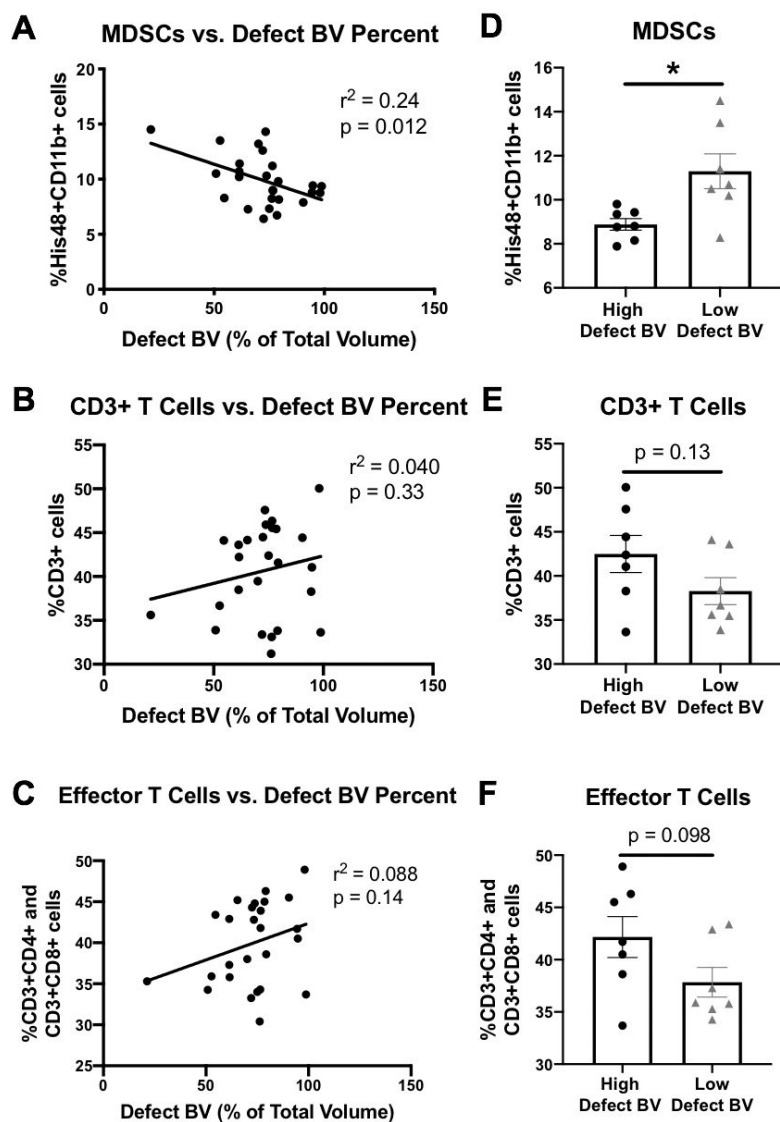 A
MDSCs vs. Defect BV Percent
%His48+CD11b+ cells
20
15
10
5
0
r² = 0.24
p = 0.012
0 50 100 150
Defect BV (% of Total Volume)
D
MDSCs
%His48+CD11b+ cells
16
14
12
10
8
6
*
High
Defect BV
Low
Defect BV
B
CD3+ T Cells vs. Defect BV Percent
%CD3+ cells
55
50
45
40
35
30
r² = 0.040
p = 0.33
0 50 100 150
Defect BV (% of Total Volume)
E
CD3+ T Cells
%CD3+ cells
55
50
45
40
35
30
p = 0.13
High
Defect BV
Low
Defect BV
C
Effector T Cells vs. Defect BV Percent
%CD3+CD4+ and
CD3+CD8+ cells
50
45
40
35
30
25
r² = 0.088
p = 0.14
0 50 100 150
Defect BV (% of Total Volume)
F
Effector T Cells
%CD3+CD4+ and
CD3+CD8+ cells
50
45
40
35
30
p = 0.098
High
Defect BV
Low
Defect BV